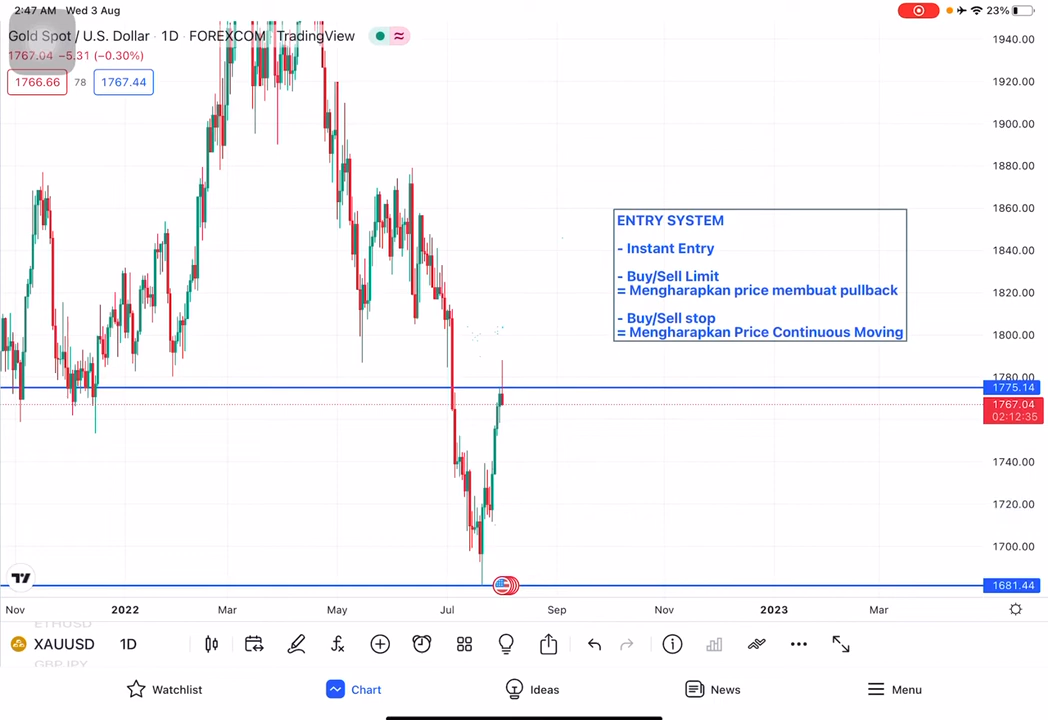 2:47 AM Wed 3 Aug
23%
Gold Spot / U.S. Dollar · 1D · FOREXCOM · TradingView
1767.04 −5.31 (−0.30%)
1766.66 78 1767.44
1940.00
1920.00
1900.00
1880.00
1860.00
1840.00
1820.00
1800.00
1780.00
1775.14
1767.04
02:12:35
1740.00
1720.00
1700.00
1681.44
ENTRY SYSTEM
- Instant Entry
- Buy/Sell Limit
= Mengharapkan price membuat pullback
- Buy/Sell stop
= Mengharapkan Price Continuous Moving
Nov 2022 Mar May Jul Sep Nov 2023 Mar
ETHUSD
XAUUSD 1D
GBPJPY
Watchlist Chart Ideas News Menu